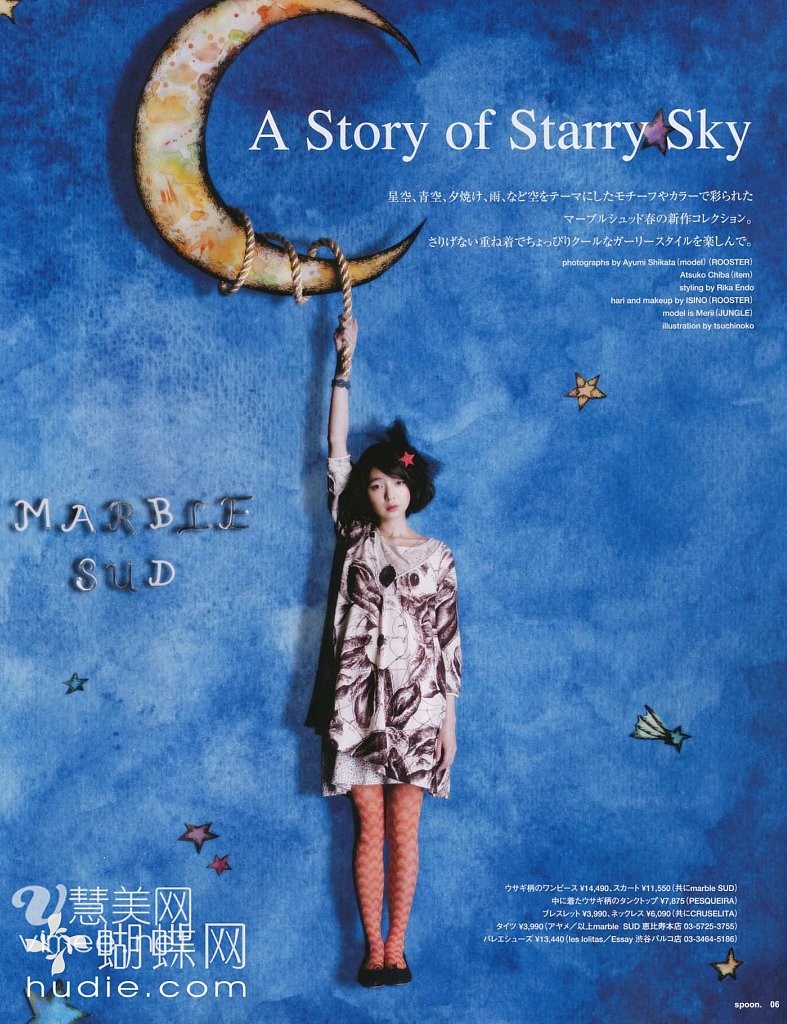 A Story of Starry Sky
星空、青空、夕焼け、雨、など空をテーマにしたモチーフやカラーで彩られた
マーブルシュッド春の新作コレクション。
さりげない重ね着でちょっぴりクールなガーリースタイルを楽しんで。
photographs by Ayumi Shikata (model) (ROOSTER)
Atsuko Chiba (item)
styling by Rika Endo
hari and makeup by ISINO (ROOSTER)
model is Merii (JUNGLE)
illustration by tsuchinoko
MARBLE
SUD
ウサギ柄のワンピース ¥14,490、スカート ¥11,550 (共にmarble SUD)
中に着たウサギ柄のタンクトップ ¥7,875 (PESQUEIRA)
ブレスレット ¥3,990、ネックレス ¥6,090 (共にCRUSELITA)
タイツ ¥3,990 (アヤメ／以上marble SUD 恵比寿本店 03-5725-3755)
バレエシューズ ¥13,440 (les lolitas／Essay 渋谷パルコ店 03-3464-5186)
慧美网
蝴蝶网
hudie.com
spoon. 06